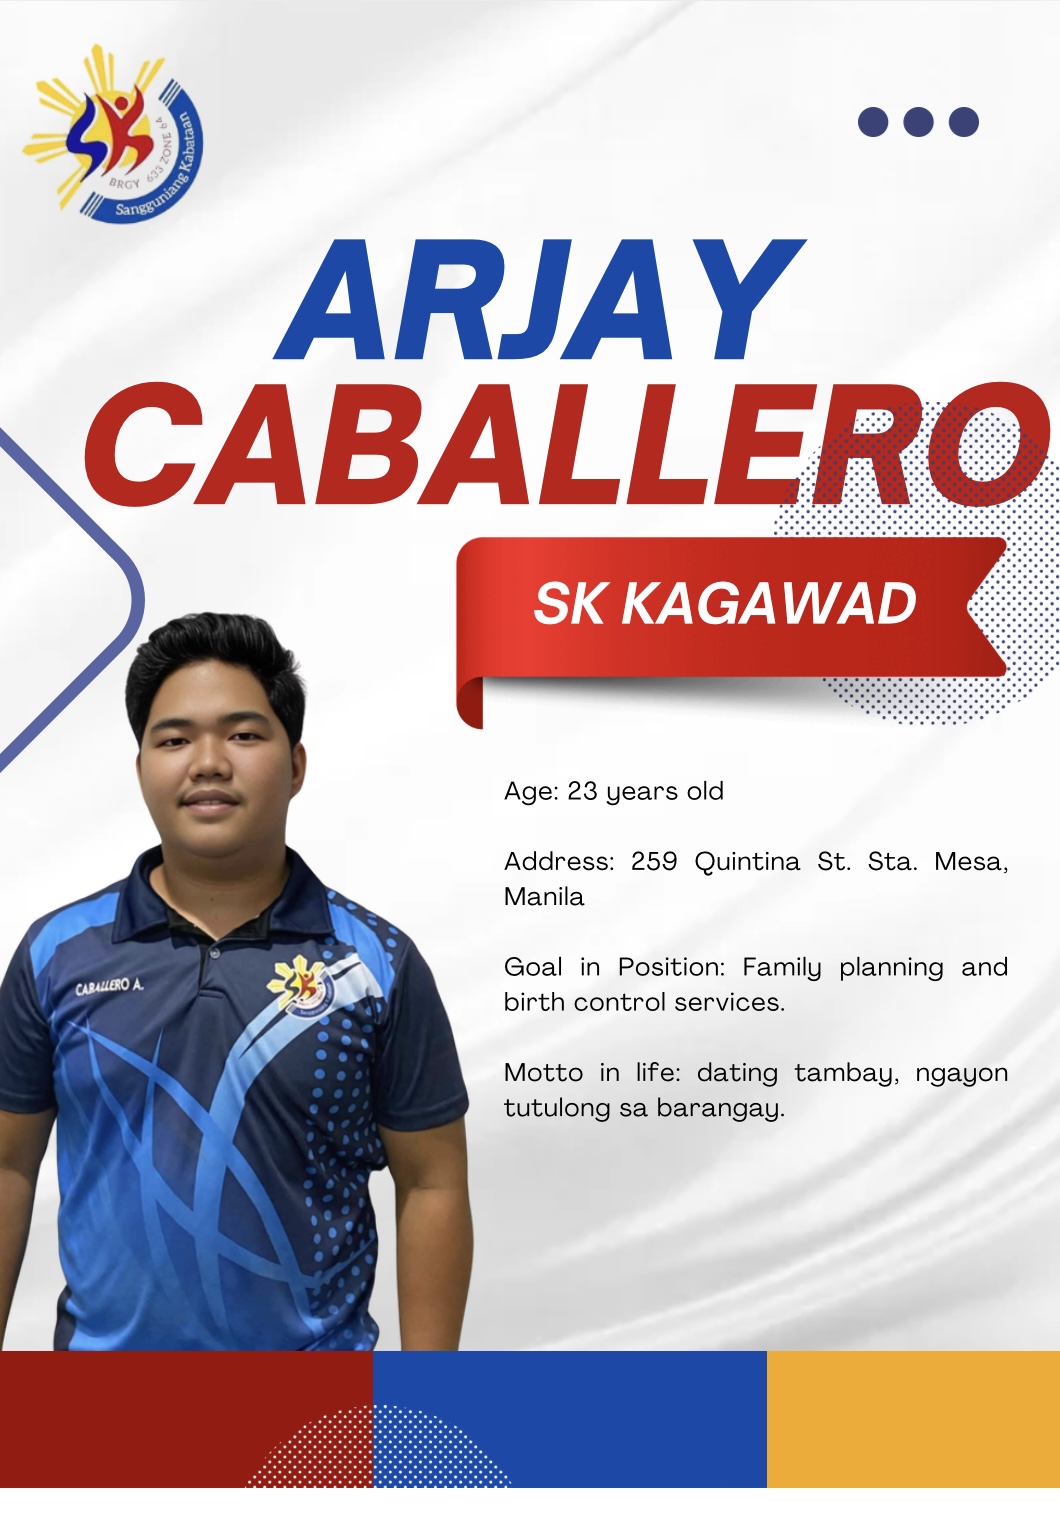 BRGY 633 ZONE 64
Sangguniang Kabataan
ARJAY
CABALLERO
SK KAGAWAD
Age: 23 years old
Address: 259 Quintina St. Sta. Mesa,
Manila
Goal in Position: Family planning and
birth control services.
Motto in life: dating tambay, ngayon
tutulong sa barangay.
CABALLERO A.